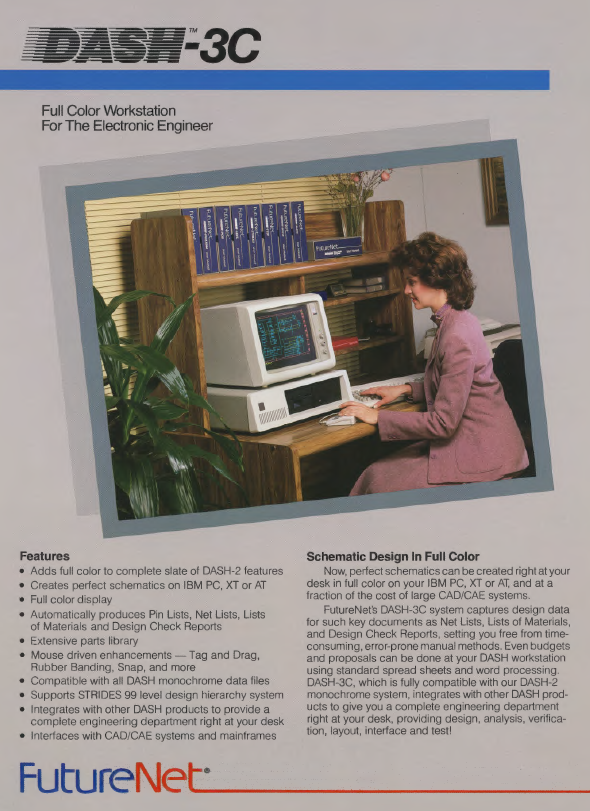 DASH™-3C
Full Color Workstation
For The Electronic Engineer
FutureNet
Features
• Adds full color to complete slate of DASH-2 features
• Creates perfect schematics on IBM PC, XT or AT
• Full color display
• Automatically produces Pin Lists, Net Lists, Lists
of Materials and Design Check Reports
• Extensive parts library
• Mouse driven enhancements — Tag and Drag,
Rubber Banding, Snap, and more
• Compatible with all DASH monochrome data files
• Supports STRIDES 99 level design hierarchy system
• Integrates with other DASH products to provide a
complete engineering department right at your desk
• Interfaces with CAD/CAE systems and mainframes
Schematic Design In Full Color
Now, perfect schematics can be created right at your
desk in full color on your IBM PC, XT or AT, and at a
fraction of the cost of large CAD/CAE systems.
FutureNet's DASH-3C system captures design data
for such key documents as Net Lists, Lists of Materials,
and Design Check Reports, setting you free from time-
consuming, error-prone manual methods. Even budgets
and proposals can be done at your DASH workstation
using standard spread sheets and word processing.
DASH-3C, which is fully compatible with our DASH-2
monochrome system, integrates with other DASH prod-
ucts to give you a complete engineering department
right at your desk, providing design, analysis, verifica-
tion, layout, interface and test!
FutureNet®